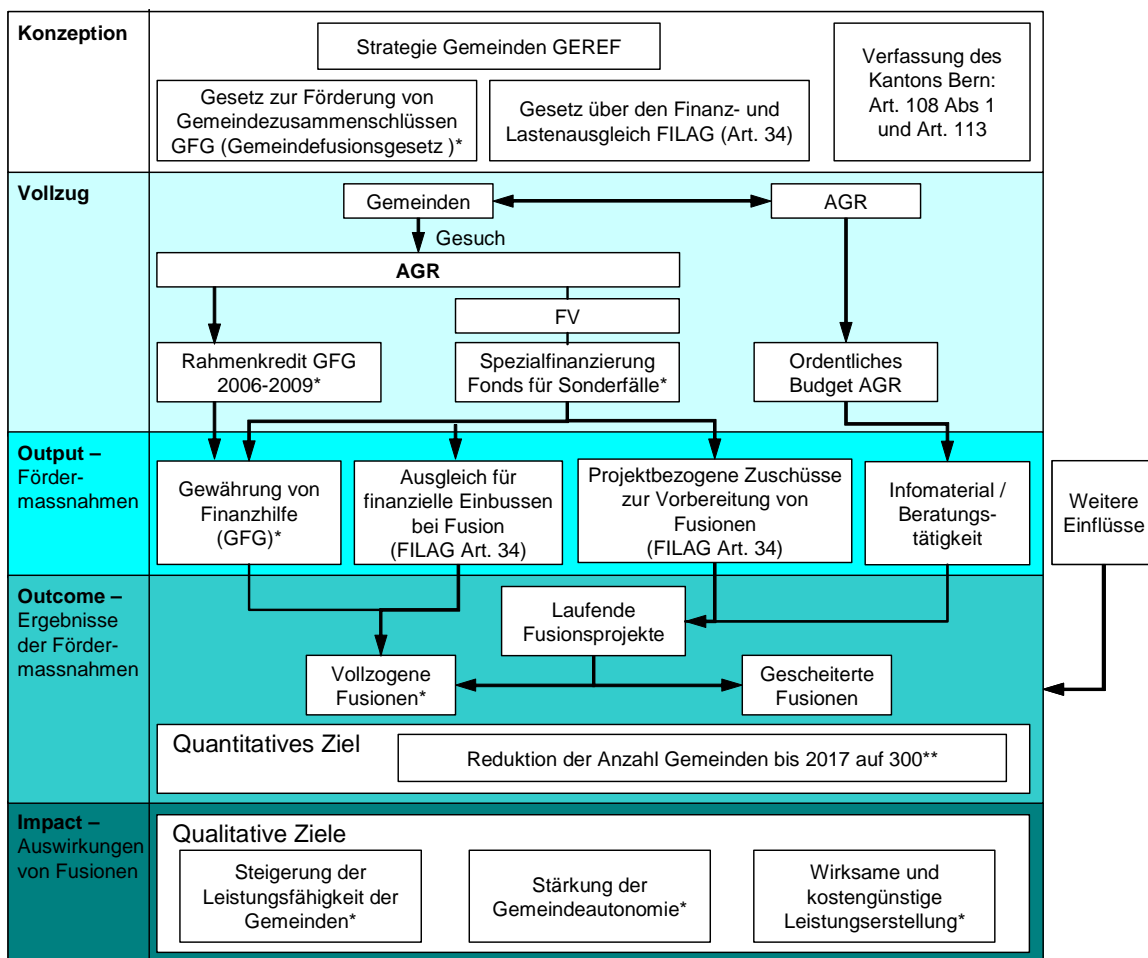 Konzeption
Strategie Gemeinden GEREF
Gesetz zur Förderung von
Gemeindezusammenschlüssen
GFG (Gemeindefusionsgesetz )*
Gesetz über den Finanz- und
Lastenausgleich FILAG (Art. 34)
Verfassung des
Kantons Bern:
Art. 108 Abs 1
und Art. 113
Vollzug
Gemeinden
AGR
Gesuch
AGR
FV
Rahmenkredit GFG
2006-2009*
Spezialfinanzierung
Fonds für Sonderfälle*
Ordentliches
Budget AGR
Output –
Förder-
massnahmen
Gewährung von
Finanzhilfe
(GFG)*
Ausgleich für
finanzielle Einbussen
bei Fusion
(FILAG Art. 34)
Projektbezogene Zuschüsse
zur Vorbereitung von
Fusionen
(FILAG Art. 34)
Infomaterial /
Beratungs-
tätigkeit
Weitere
Einflüsse
Outcome –
Ergebnisse
der Förder-
massnahmen
Laufende
Fusionsprojekte
Vollzogene
Fusionen*
Gescheiterte
Fusionen
Quantitatives Ziel
Reduktion der Anzahl Gemeinden bis 2017 auf 300**
Impact –
Auswirkungen
von Fusionen
Qualitative Ziele
Steigerung der
Leistungsfähigkeit der
Gemeinden*
Stärkung der
Gemeindeautonomie*
Wirksame und
kostengünstige
Leistungserstellung*